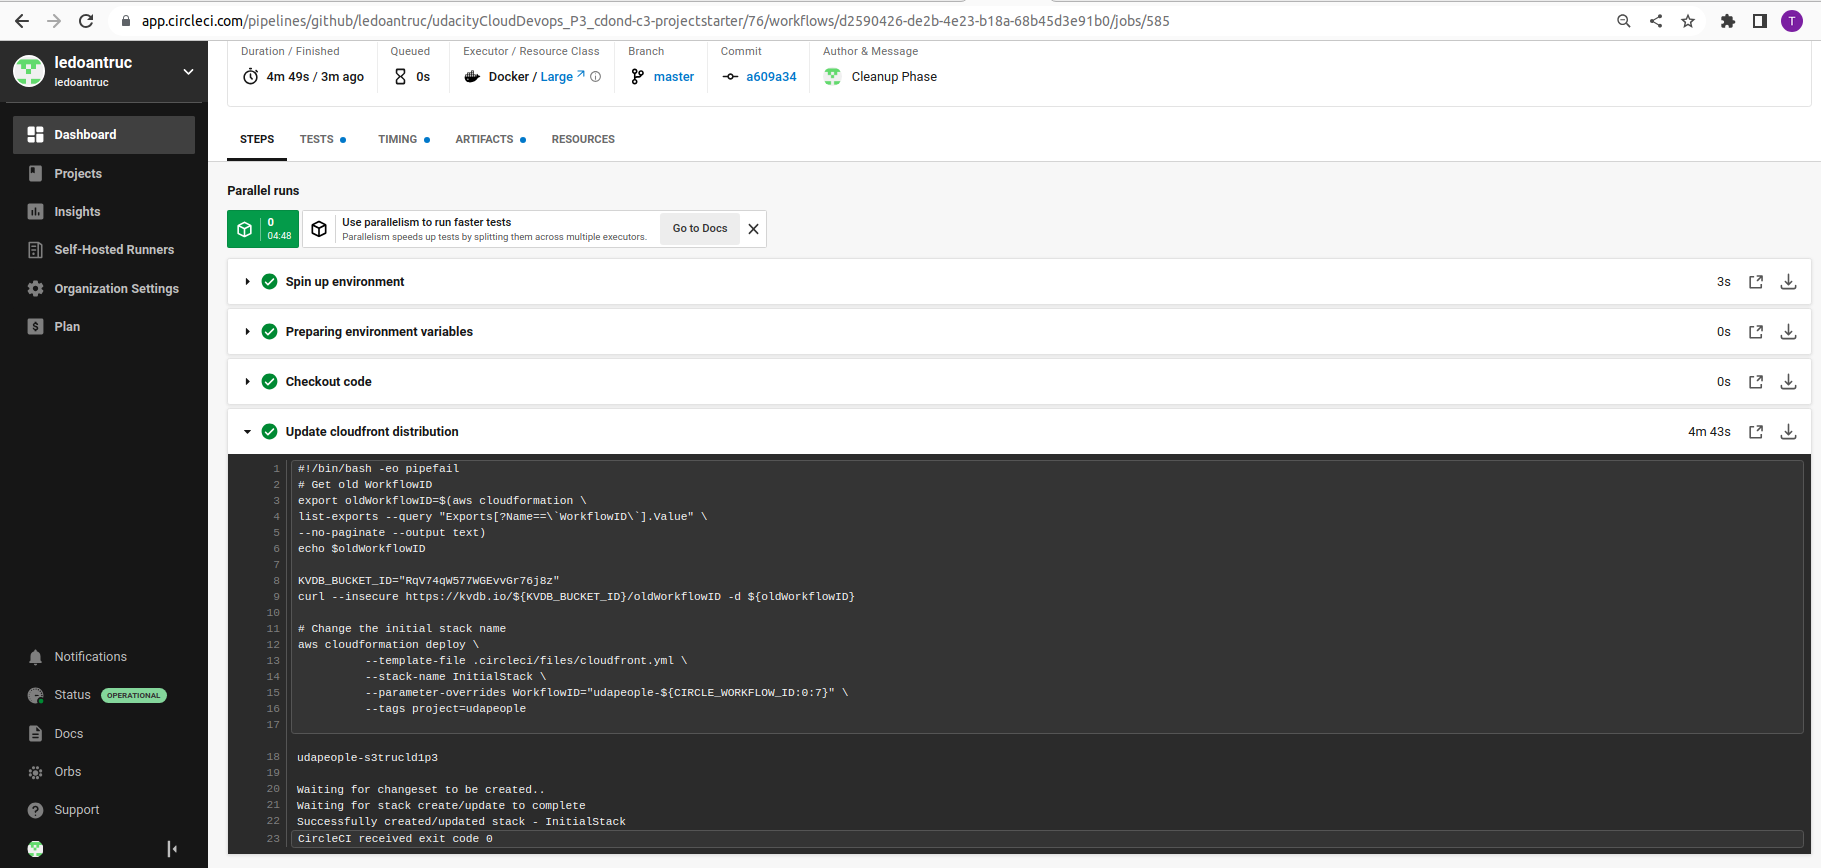 app.circleci.com/pipelines/github/ledoantruc/udacityCloudDevops_P3_cdond-c3-projectstarter/76/workflows/d2590426-de2b-4e23-b18a-68b45d3e91b0/jobs/585
T
ledoantruc
ledoantruc
Dashboard
Projects
Insights
Self-Hosted Runners
Organization Settings
Plan
Notifications
Status OPERATIONAL
Docs
Orbs
Support
Duration / Finished Queued Executor / Resource Class Branch Commit Author & Message
4m 49s / 3m ago 0s Docker / Large master a609a34 Cleanup Phase
STEPS TESTS TIMING ARTIFACTS RESOURCES
Parallel runs
0
04:48
Use parallelism to run faster tests
Parallelism speeds up tests by splitting them across multiple executors.
Go to Docs
Spin up environment 3s
Preparing environment variables 0s
Checkout code 0s
Update cloudfront distribution 4m 43s
1 #!/bin/bash -eo pipefail
2 # Get old WorkflowID
3 export oldWorkflowID=$(aws cloudformation \
4 list-exports --query "Exports[?Name==\`WorkflowID\`].Value" \
5 --no-paginate --output text)
6 echo $oldWorkflowID
7
8 KVDB_BUCKET_ID="RqV74qW577WGEvvGr76j8z"
9 curl --insecure https://kvdb.io/${KVDB_BUCKET_ID}/oldWorkflowID -d ${oldWorkflowID}
10
11 # Change the initial stack name
12 aws cloudformation deploy \
13 --template-file .circleci/files/cloudfront.yml \
14 --stack-name InitialStack \
15 --parameter-overrides WorkflowID="udapeople-${CIRCLE_WORKFLOW_ID:0:7}" \
16 --tags project=udapeople
17
18 udapeople-s3trucld1p3
19
20 Waiting for changeset to be created..
21 Waiting for stack create/update to complete
22 Successfully created/updated stack - InitialStack
23 CircleCI received exit code 0